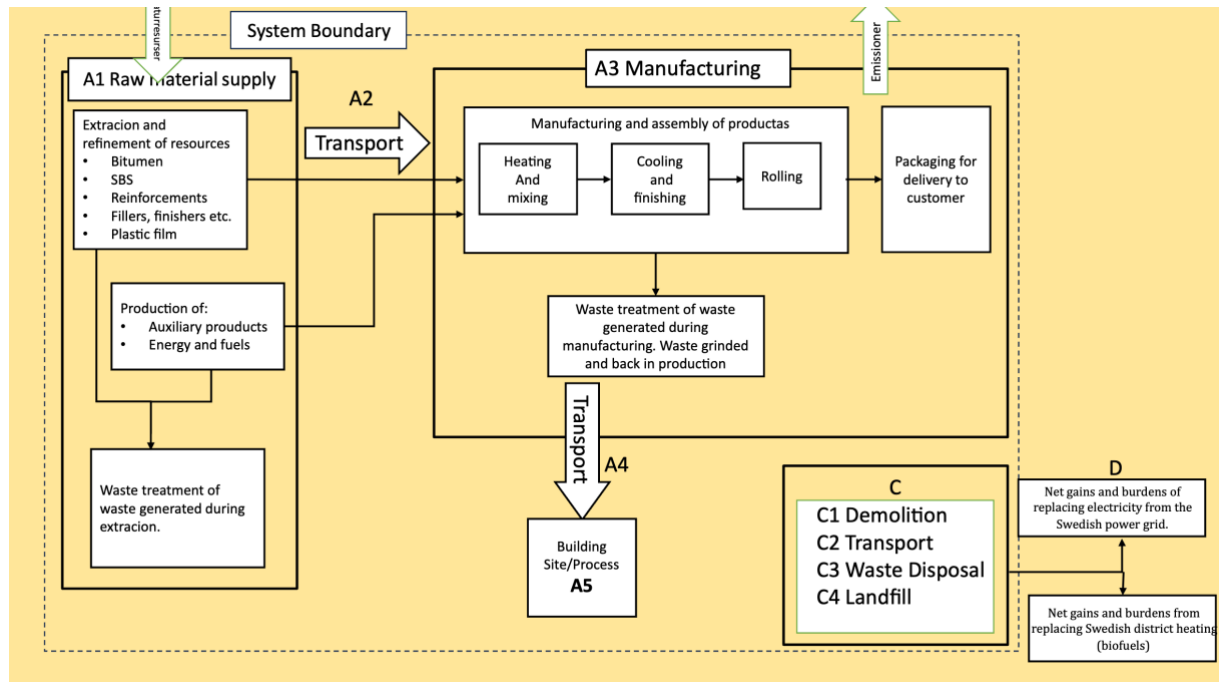 turresurser
System Boundary
Emissioner
A1 Raw Material supply
A3 Manufacturing
A2
Transport
Extracion and
refinement of resources
• Bitumen
• SBS
• Reinforcements
• Fillers, finishers etc.
• Plastic film
Manufacturing and assembly of productas
Heating
And
mixing
Cooling
and
finishing
Rolling
Packaging for
delivery to
customer
Production of:
• Auxiliary prouducts
• Energy and fuels
Waste treatment of waste
generated during
manufacturing. Waste grinded
and back in production
Transport
A4
Waste treatment of
waste generated during
extracion.
Building
Site/Process
A5
C
C1 Demolition
C2 Transport
C3 Waste Disposal
C4 Landfill
D
Net gains and burdens of
replacing electricity from the
Swedish power grid.
Net gains and burdens from
replacing Swedish district heating
(biofuels)